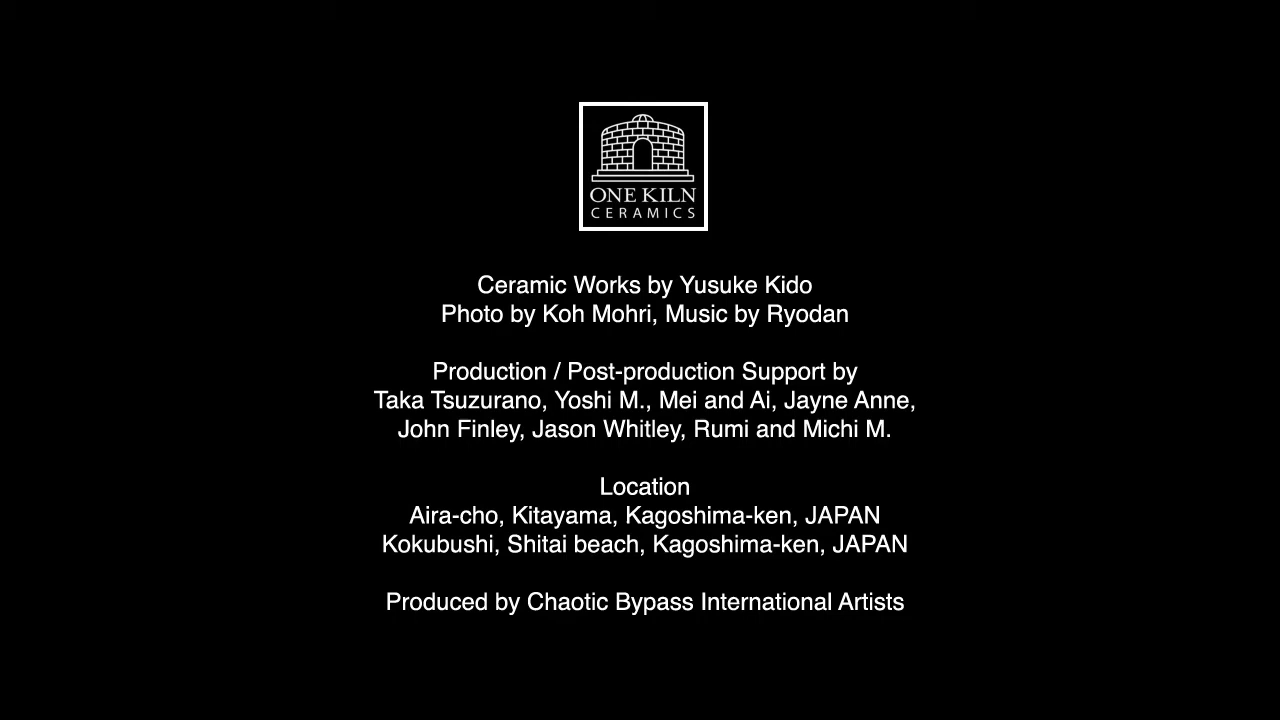 ONE KILN
CERAMICS
Ceramic Works by Yusuke Kido
Photo by Koh Mohri, Music by Ryodan
Production / Post-production Support by
Taka Tsuzurano, Yoshi M., Mei and Ai, Jayne Anne,
John Finley, Jason Whitley, Rumi and Michi M.
Location
Aira-cho, Kitayama, Kagoshima-ken, JAPAN
Kokubushi, Shitai beach, Kagoshima-ken, JAPAN
Produced by Chaotic Bypass International Artists